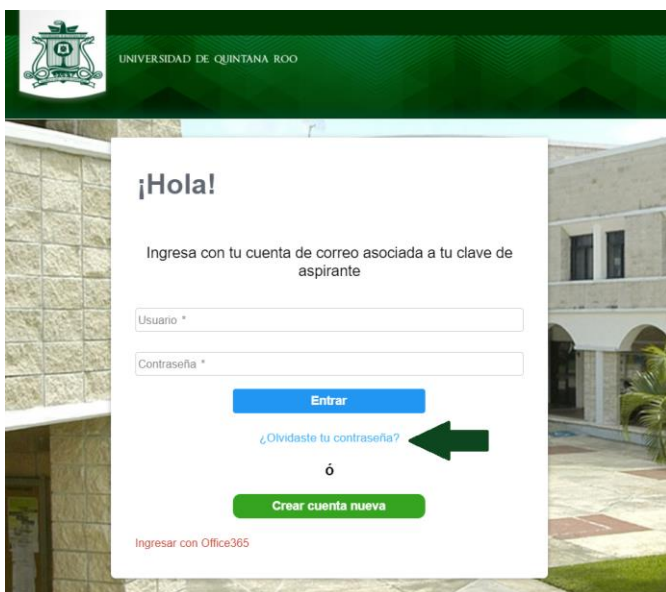 UNIVERSIDAD DE QUINTANA ROO
¡Hola!
Ingresa con tu cuenta de correo asociada a tu clave de
aspirante
Usuario *
Contraseña *
Entrar
¿Olvidaste tu contraseña?
ó
Crear cuenta nueva
Ingresar con Office365